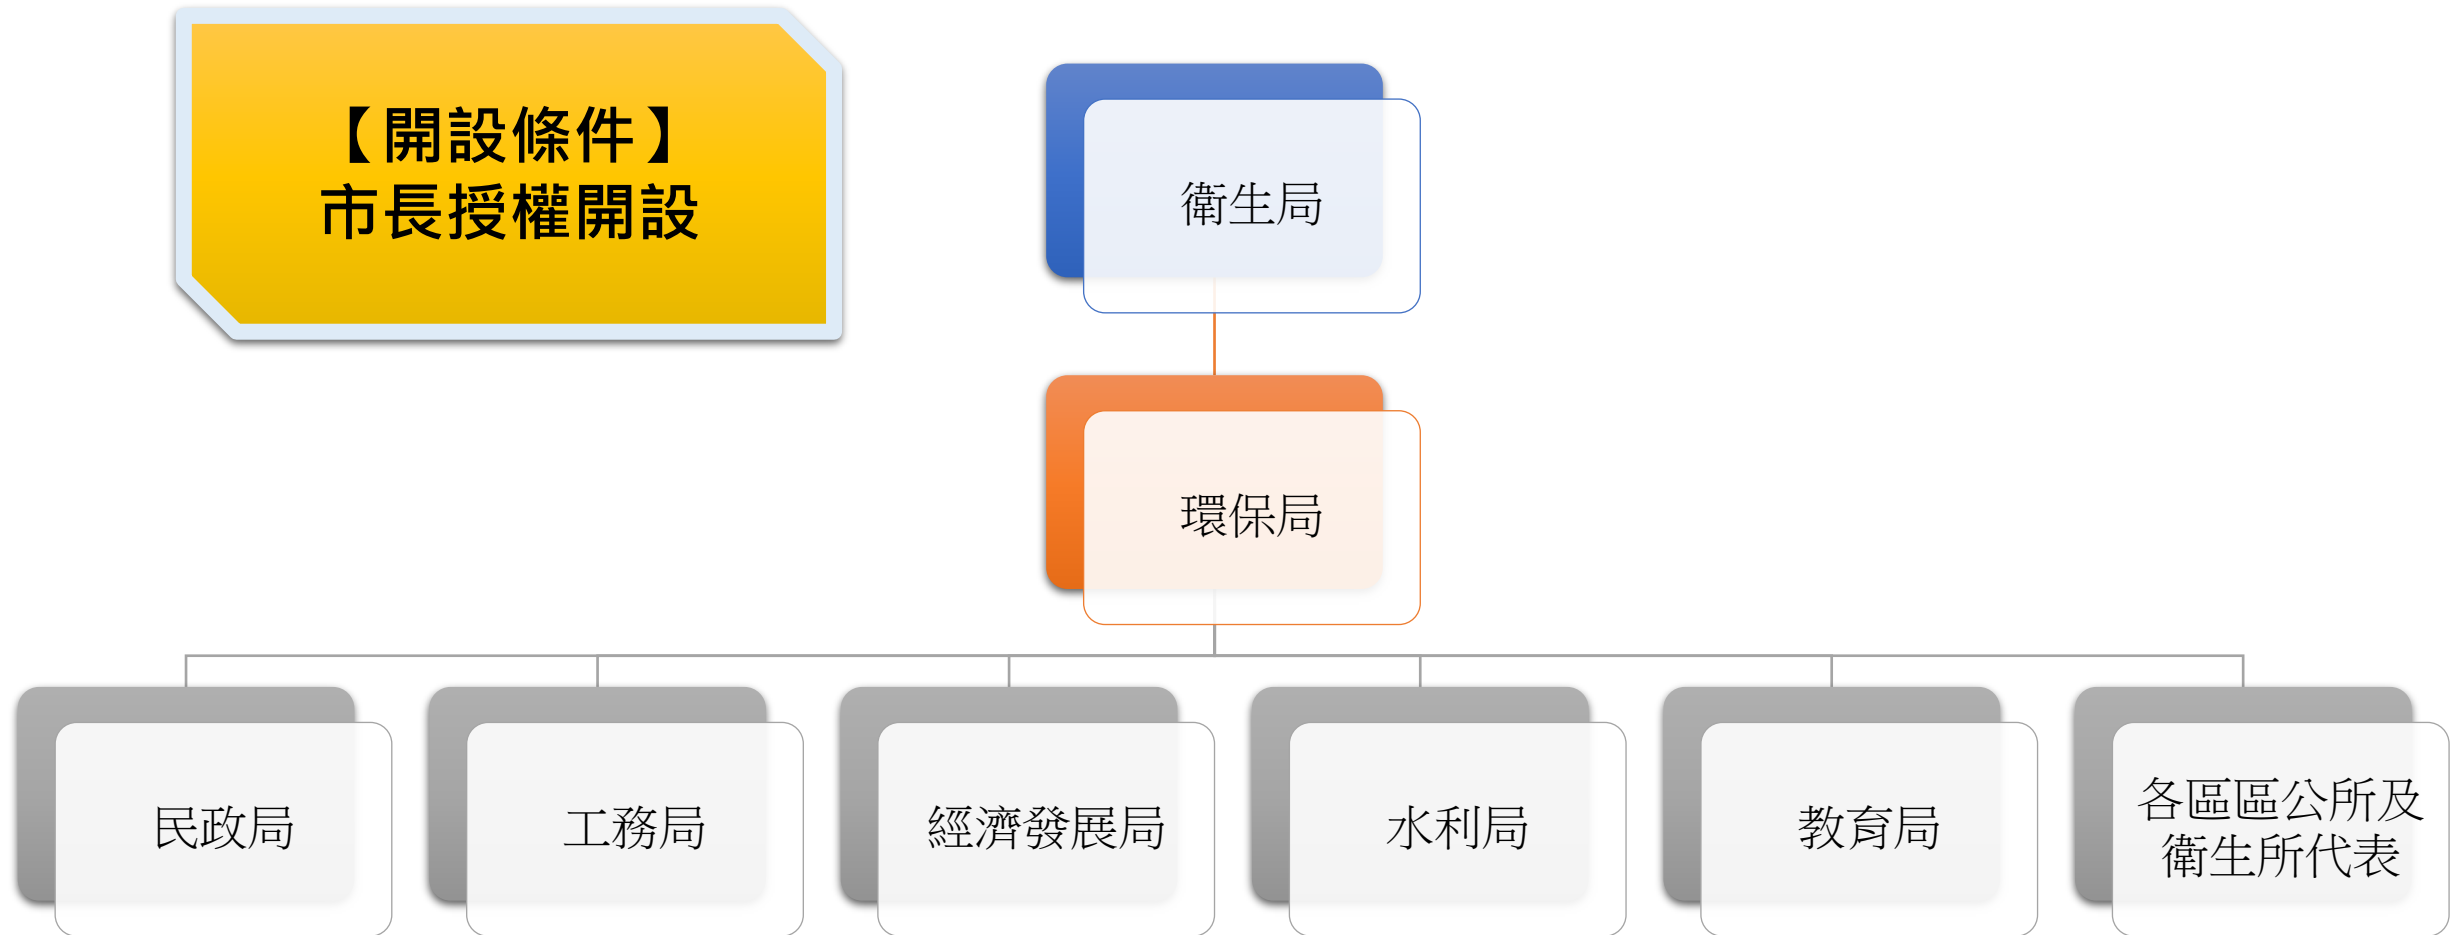 【開設條件】
市長授權開設
衛生局
環保局
民政局
工務局
經濟發展局
水利局
教育局
各區區公所及
衛生所代表